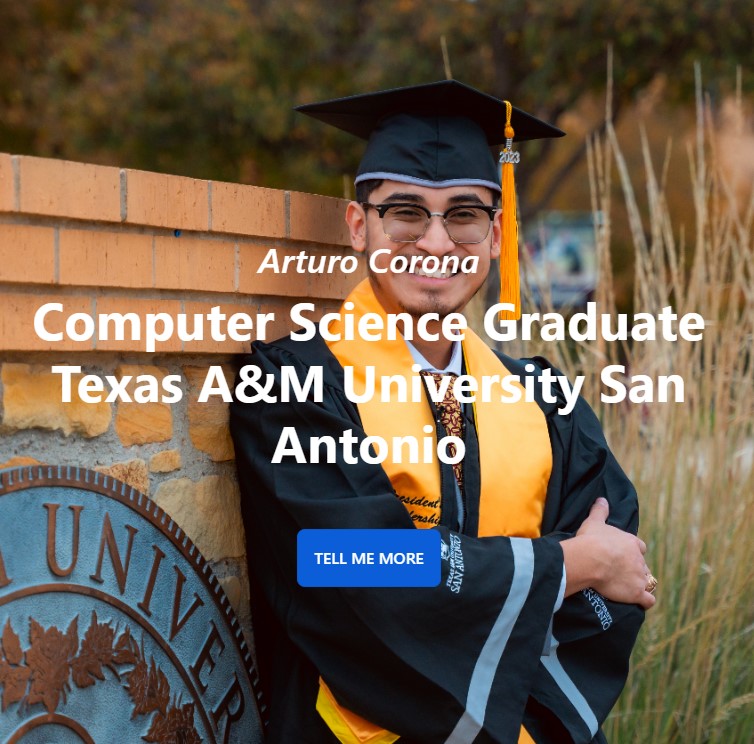 2023
Arturo Corona
Computer Science Graduate
Texas A&M University San
Antonio
TELL ME MORE
SAN ANTONIO
UNIVER